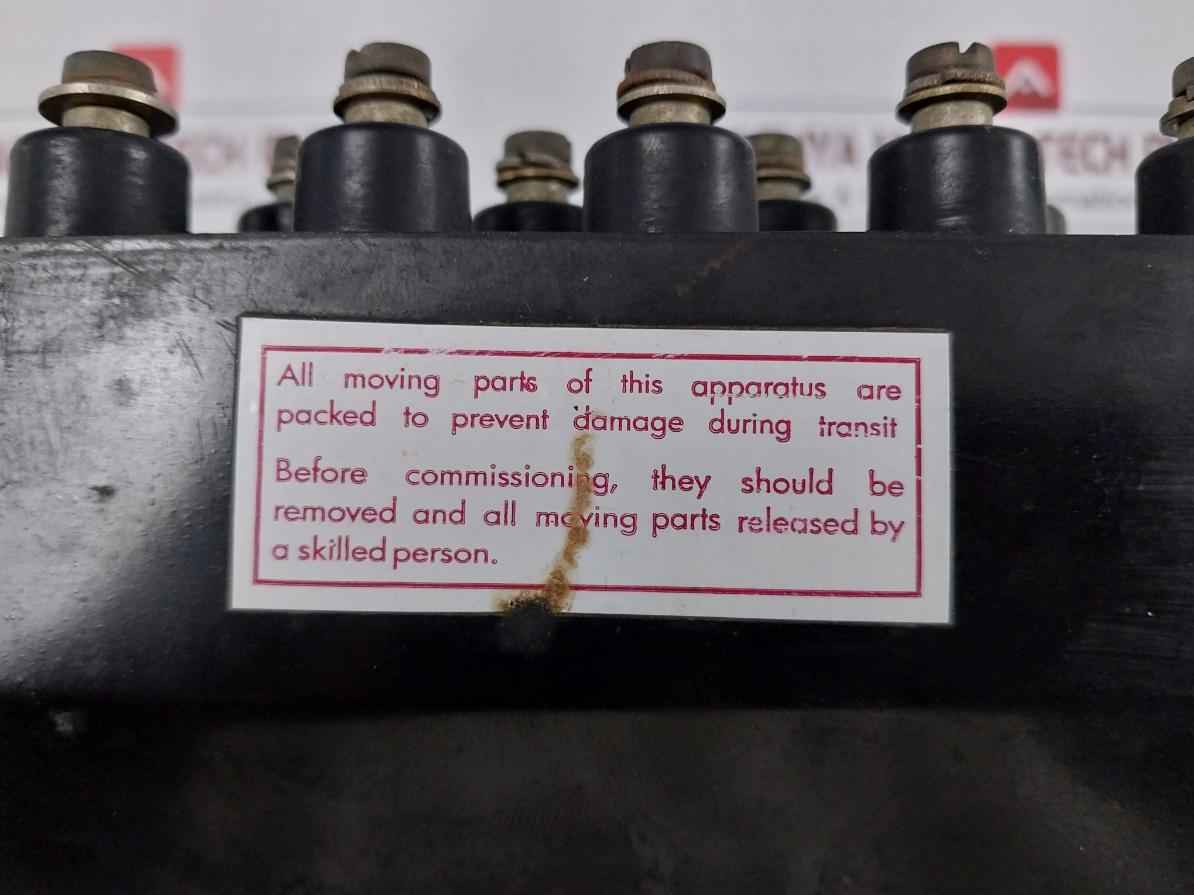 All moving parts of this apparatus are
packed to prevent damage during transit
Before commissioning, they should be
removed and all moving parts released by
a skilled person.